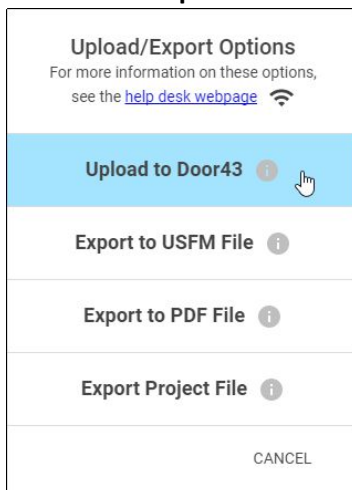 Upload/Export Options
For more information on these options,
see the help desk webpage
Upload to Door43
Export to USFM File
Export to PDF File
Export Project File
CANCEL